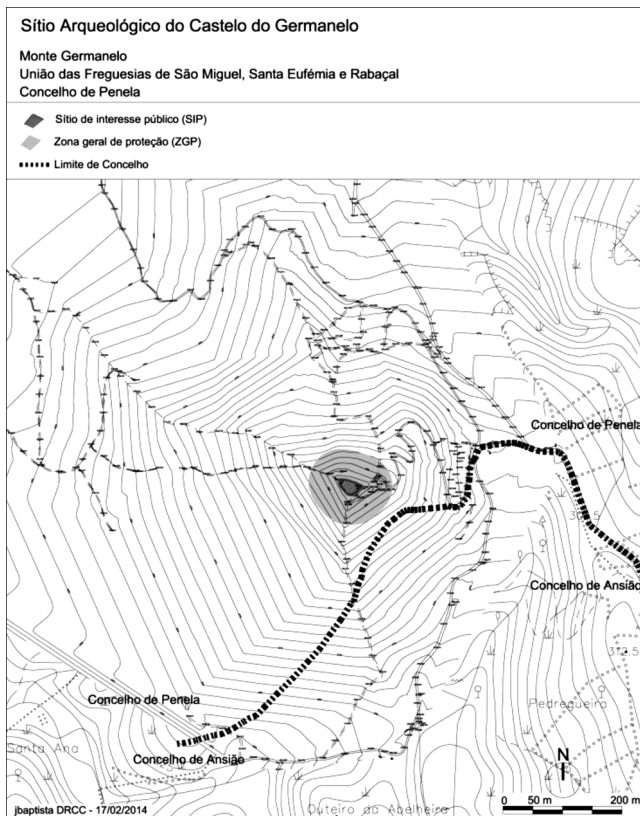 Sítio Arqueológico do Castelo do Germanelo
Monte Germanelo
União das Freguesias de São Miguel, Santa Eufémia e Rabaçal
Concelho de Penela
Sítio de interesse público (SIP)
Zona geral de proteção (ZGP)
Limite de Concelho
Concelho de Penela
Concelho de Ansião
312.5
Concelho de Penela
Pedregueira
Santa Ana
Concelho de Ansião
N
0 50 m 200 m
jbaptista DRCC - 17/02/2014
Outeiro da Abelheira